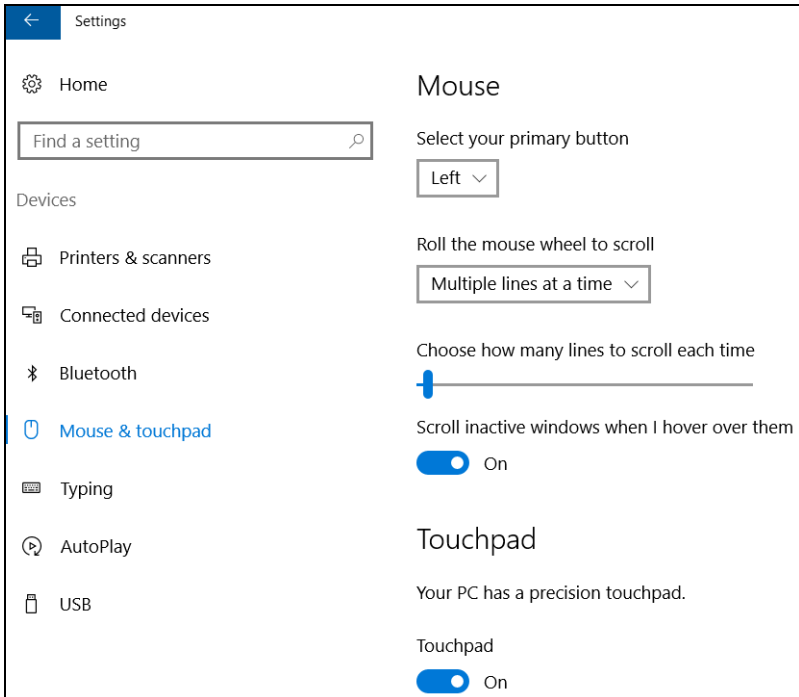 Settings
Home
Find a setting
Devices
Printers & scanners
Connected devices
Bluetooth
Mouse & touchpad
Typing
AutoPlay
USB
Mouse
Select your primary button
Left
Roll the mouse wheel to scroll
Multiple lines at a time
Choose how many lines to scroll each time
Scroll inactive windows when I hover over them
On
Touchpad
Your PC has a precision touchpad.
Touchpad
On